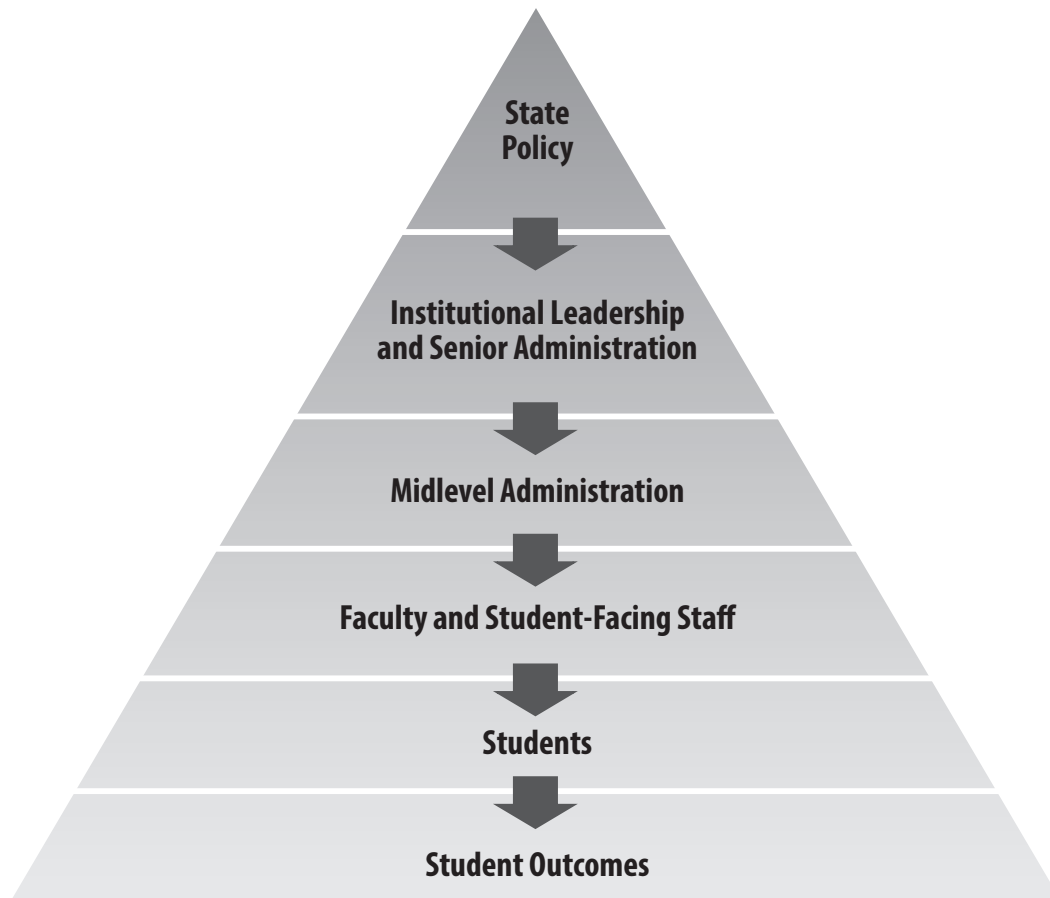 State
Policy
Institutional Leadership
and Senior Administration
Midlevel Administration
Faculty and Student-Facing Staff
Students
Student Outcomes